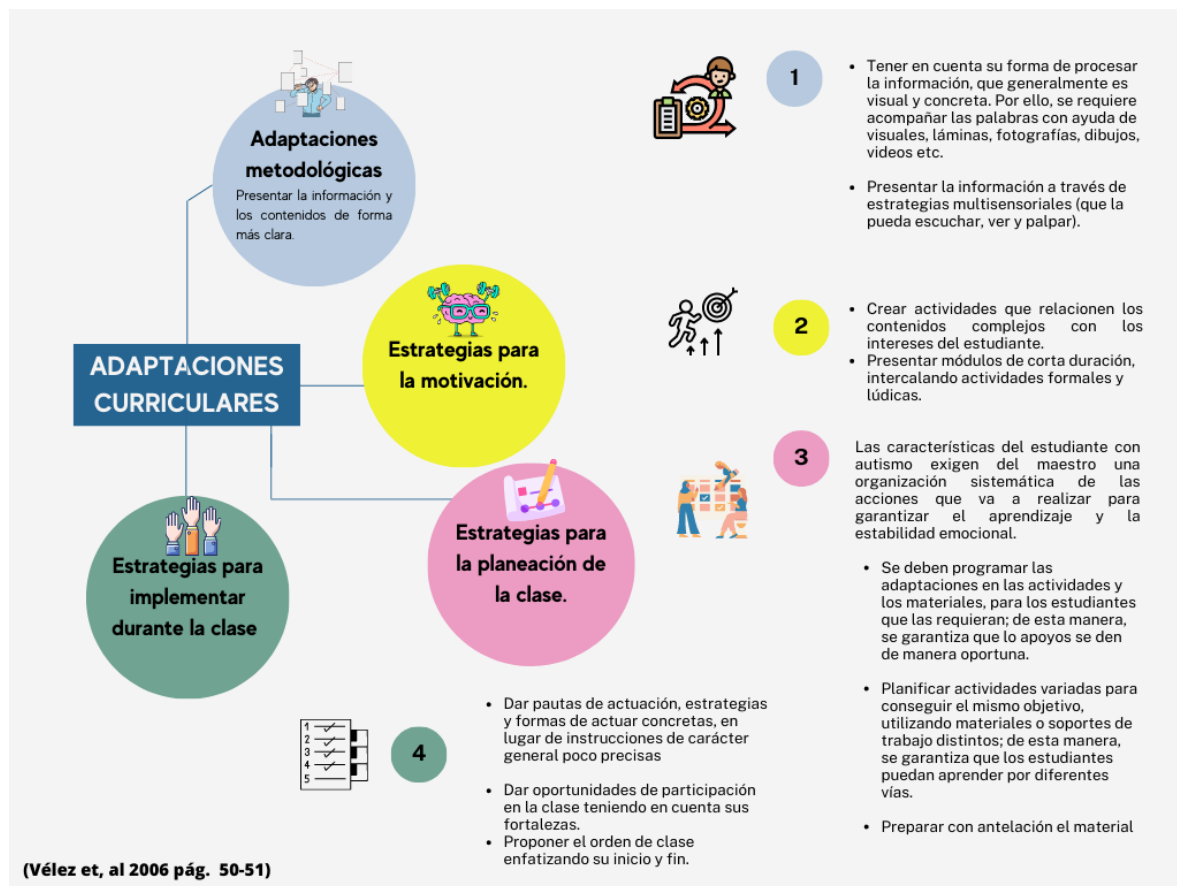 Adaptaciones
metodológicas
Presentar la información y
los contenidos de forma
más clara.
Estrategias para
la motivación.
ADAPTACIONES
CURRICULARES
Estrategias para
la planeación de
la clase.
Estrategias para
implementar
durante la clase
1
• Tener en cuenta su forma de procesar
la información, que generalmente es
visual y concreta. Por ello, se requiere
acompañar las palabras con ayuda de
visuales, láminas, fotografías, dibujos,
videos etc.
• Presentar la información a través de
estrategias multisensoriales (que la
pueda escuchar, ver y palpar).
2
• Crear actividades que relacionen los
contenidos complejos con los
intereses del estudiante.
• Presentar módulos de corta duración,
intercalando actividades formales y
lúdicas.
3
Las características del estudiante con
autismo exigen del maestro una
organización sistemática de las
acciones que va a realizar para
garantizar el aprendizaje y la
estabilidad emocional.
• Se deben programar las
adaptaciones en las actividades y
los materiales, para los estudiantes
que las requieran; de esta manera,
se garantiza que lo apoyos se den
de manera oportuna.
• Planificar actividades variadas para
conseguir el mismo objetivo,
utilizando materiales o soportes de
trabajo distintos; de esta manera,
se garantiza que los estudiantes
puedan aprender por diferentes
vías.
• Preparar con antelación el material
1
2
3
4
5
4
• Dar pautas de actuación, estrategias
y formas de actuar concretas, en
lugar de instrucciones de carácter
general poco precisas
• Dar oportunidades de participación
en la clase teniendo en cuenta sus
fortalezas.
• Proponer el orden de clase
enfatizando su inicio y fin.
(Vélez et, al 2006 pág. 50-51)